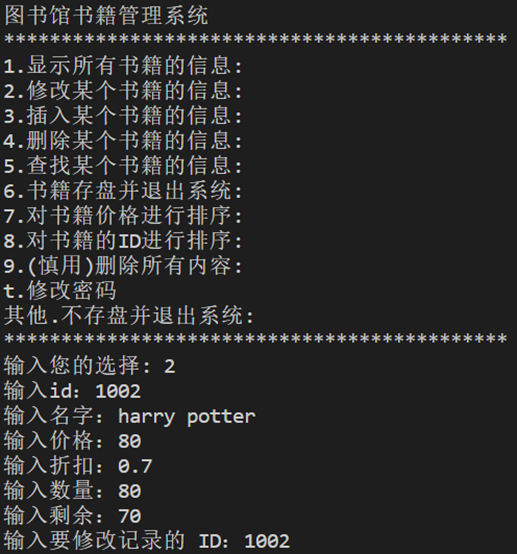 图书馆书籍管理系统
********************************************
1.显示所有书籍的信息:
2.修改某个书籍的信息:
3.插入某个书籍的信息:
4.删除某个书籍的信息:
5.查找某个书籍的信息:
6.书籍存盘并退出系统:
7.对书籍价格进行排序:
8.对书籍的ID进行排序:
9.(慎用)删除所有内容:
t.修改密码
其他.不存盘并退出系统:
********************************************
输入您的选择: 2
输入id: 1002
输入名字: harry potter
输入价格: 80
输入折扣: 0.7
输入数量: 80
输入剩余: 70
输入要修改记录的 ID: 1002